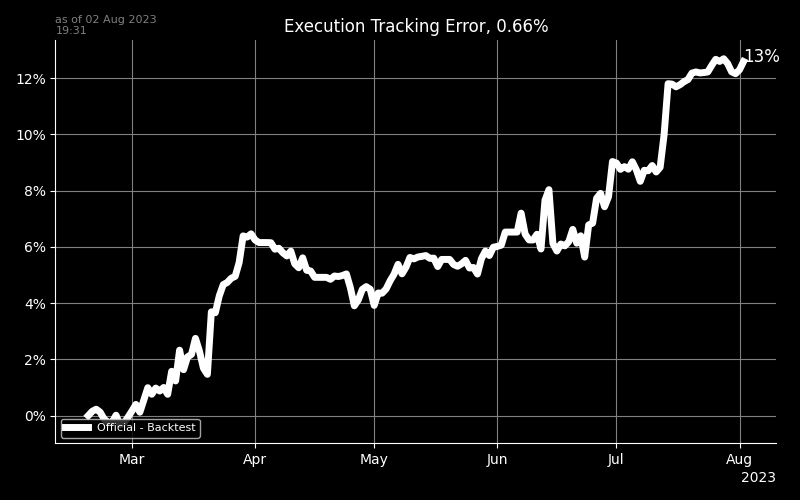 as of 02 Aug 2023
19:31
Execution Tracking Error, 0.66%
13%
12%
10%
8%
6%
4%
2%
0%
Official - Backtest
Mar
Apr
May
Jun
Jul
Aug
2023